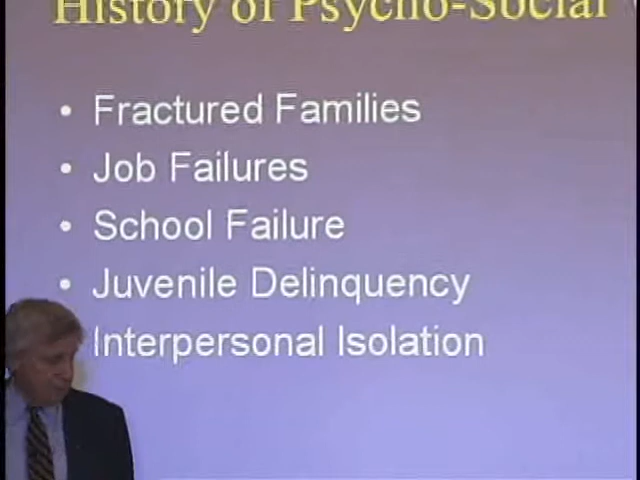 History of Psycho-Social
• Fractured Families
• Job Failures
• School Failure
• Juvenile Delinquency
Interpersonal Isolation